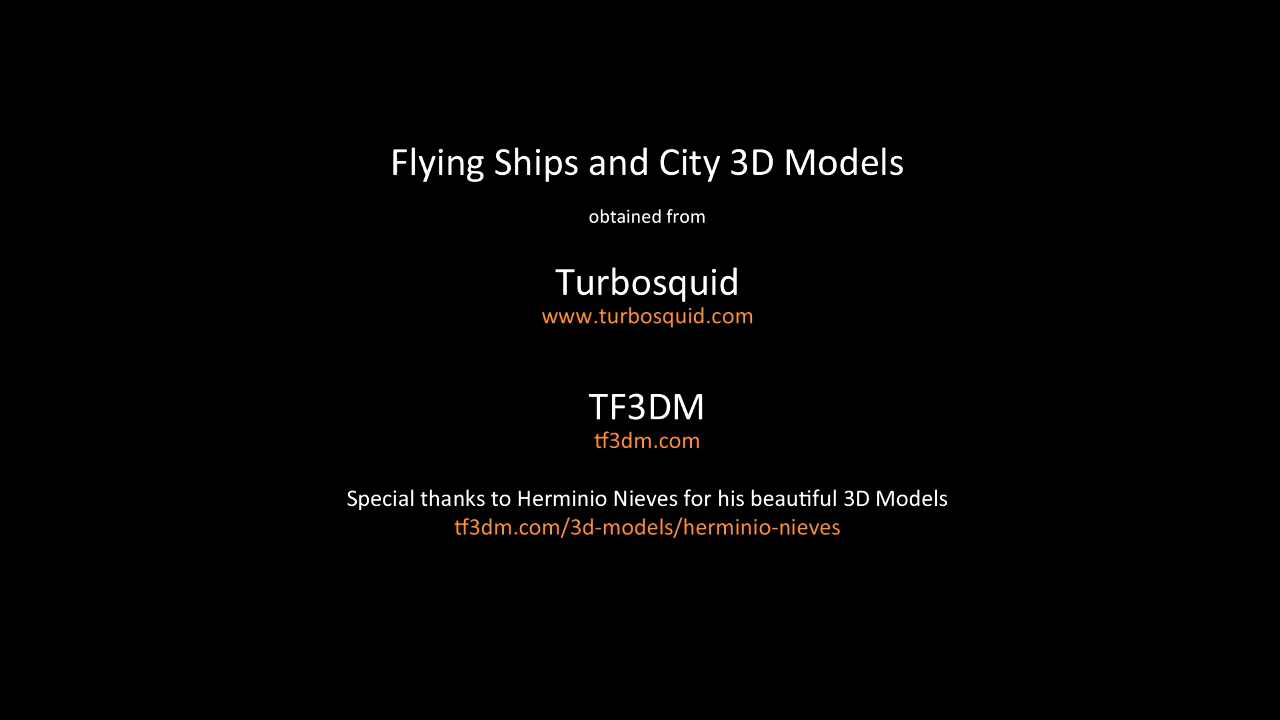 Flying Ships and City 3D Models
obtained from
Turbosquid
www.turbosquid.com
TF3DM
tf3dm.com
Special thanks to Herminio Nieves for his beautiful 3D Models
tf3dm.com/3d-models/herminio-nieves